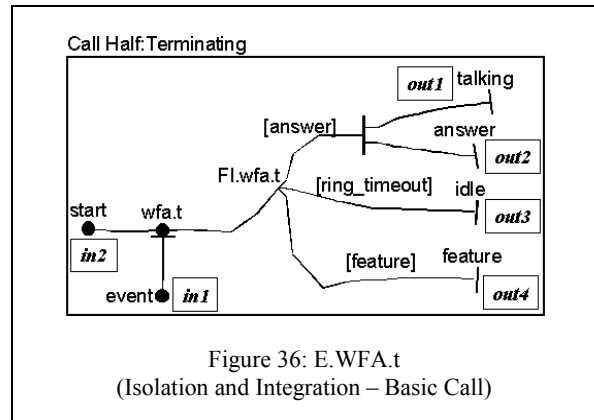 Call Half:Terminating
out1 talking
[answer]
answer
out2
FI.wfa.t
[ring_timeout]
idle
out3
start
wfa.t
in2
[feature]
feature
out4
event
in1
Figure 36: E.WFA.t
(Isolation and Integration – Basic Call)